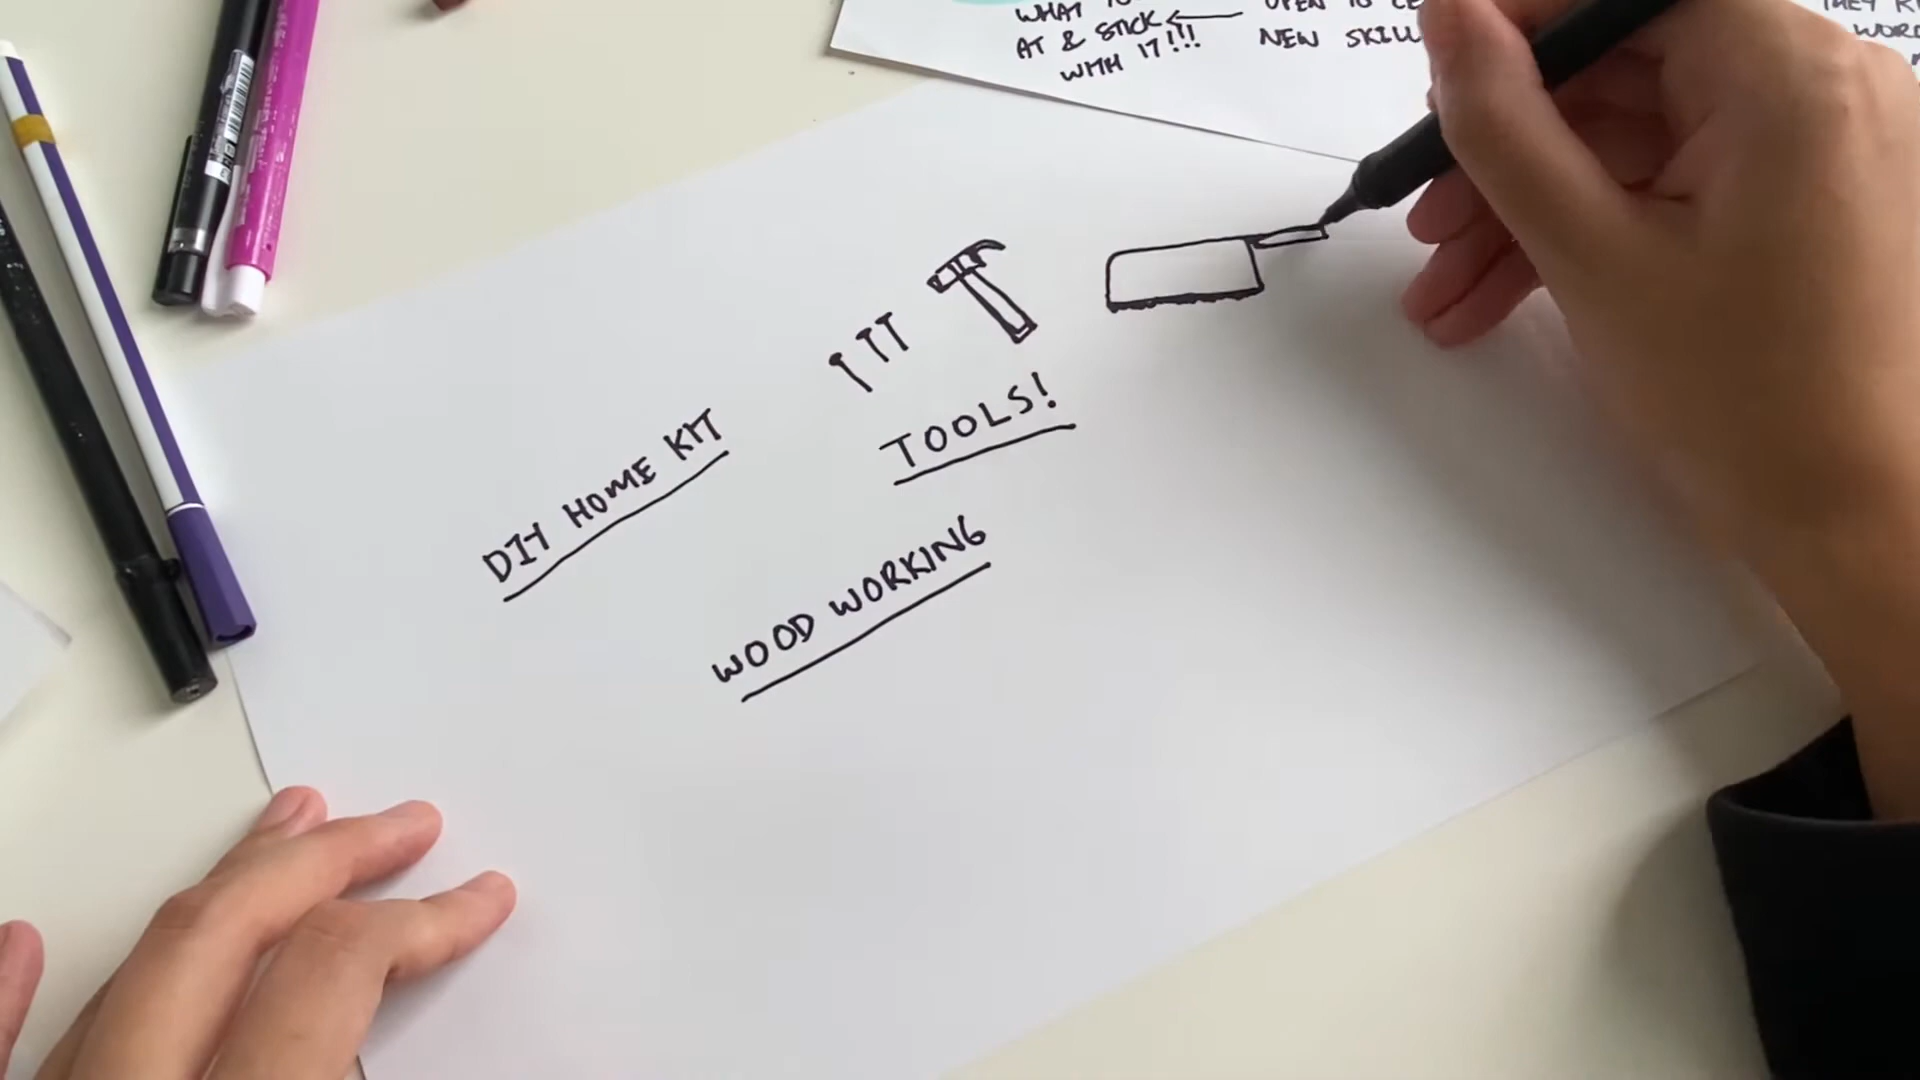 AT & STICK
WITH IT!!!
NEW SKILL
TOOLS!
DIY HOME KIT
WOOD WORKING